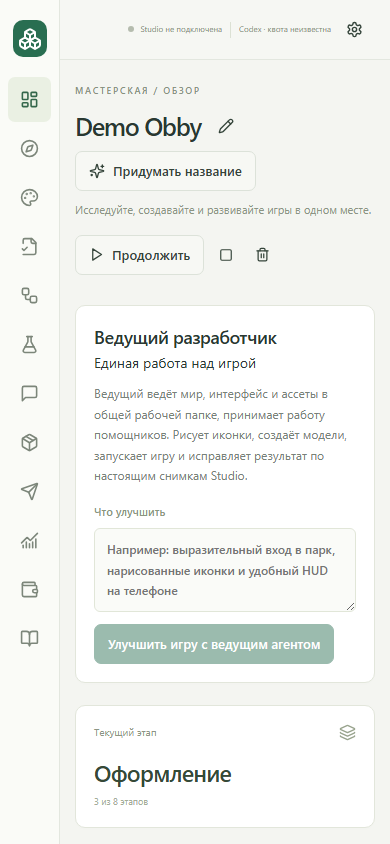 Studio не подключена
Codex · квота неизвестна
МАСТЕРСКАЯ / ОБЗОР
Demo Obby
Придумать название
Исследуйте, создавайте и развивайте игры в одном месте.
Продолжить
Ведущий разработчик
Единая работа над игрой
Ведущий ведёт мир, интерфейс и ассеты в
общей рабочей папке, принимает работу
помощников. Рисует иконки, создаёт модели,
запускает игру и исправляет результат по
настоящим снимкам Studio.
Что улучшить
Например: выразительный вход в парк,
нарисованные иконки и удобный HUD
на телефоне
Улучшить игру с ведущим агентом
Текущий этап
Оформление
3 из 8 этапов